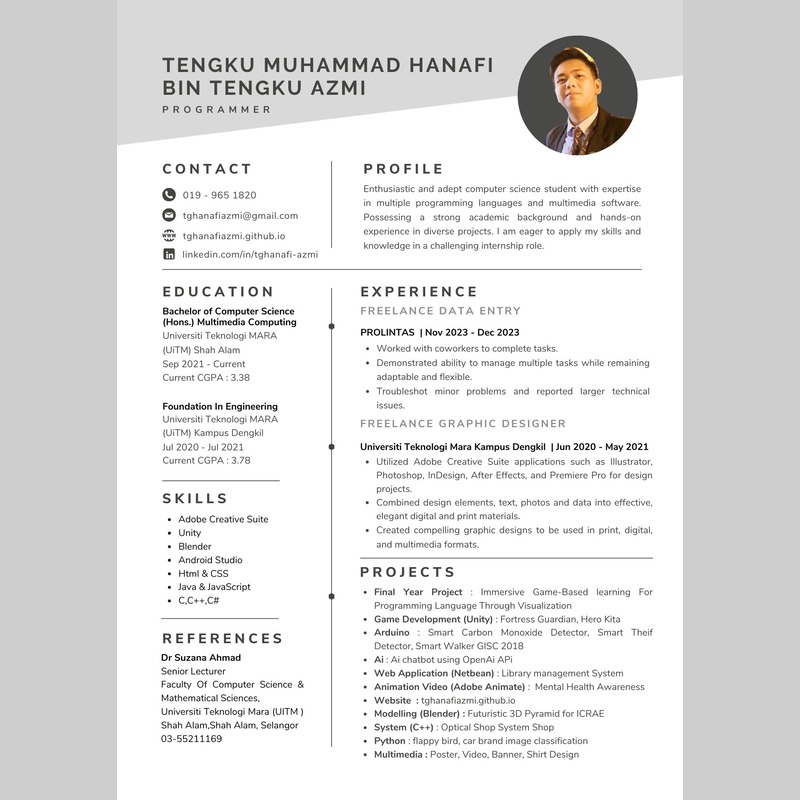 TENGKU MUHAMMAD HANAFI
BIN TENGKU AZMI
PROGRAMMER
CONTACT
019 - 965 1820
tghanafiazmi@gmail.com
WWW
tghanafiazmi.github.io
in
linkedin.com/in/tghanafi-azmi
PROFILE
Enthusiastic and adept computer science student with expertise
in multiple programming languages and multimedia software.
Possessing a strong academic background and hands-on
experience in diverse projects. I am eager to apply my skills and
knowledge in a challenging internship role.
EDUCATION
Bachelor of Computer Science
(Hons.) Multimedia Computing
Universiti Teknologi MARA
(UiTM) Shah Alam
Sep 2021 - Current
Current CGPA : 3.38
Foundation In Engineering
Universiti Teknologi MARA
(UiTM) Kampus Dengkil
Jul 2020 - Jul 2021
Current CGPA : 3.78
SKILLS
• Adobe Creative Suite
• Unity
• Blender
• Android Studio
• Html & CSS
• Java & JavaScript
• C,C++,C#
REFERENCES
Dr Suzana Ahmad
Senior Lecturer
Faculty Of Computer Science &
Mathematical Sciences,
Universiti Teknologi Mara (UITM )
Shah Alam,Shah Alam, Selangor
03-55211169
EXPERIENCE
FREELANCE DATA ENTRY
PROLINTAS | Nov 2023 - Dec 2023
• Worked with coworkers to complete tasks.
• Demonstrated ability to manage multiple tasks while remaining
adaptable and flexible.
• Troubleshot minor problems and reported larger technical
issues.
FREELANCE GRAPHIC DESIGNER
Universiti Teknologi Mara Kampus Dengkil | Jun 2020 - May 2021
• Utilized Adobe Creative Suite applications such as Illustrator,
Photoshop, InDesign, After Effects, and Premiere Pro for design
projects.
• Combined design elements, text, photos and data into effective,
elegant digital and print materials.
• Created compelling graphic designs to be used in print, digital,
and multimedia formats.
PROJECTS
• Final Year Project : Immersive Game-Based learning For
Programming Language Through Visualization
• Game Development (Unity) : Fortress Guardian, Hero Kita
• Arduino : Smart Carbon Monoxide Detector, Smart Theif
Detector, Smart Walker GISC 2018
• Ai : Ai chatbot using OpenAi APi
• Web Application (Netbean) : Library management System
• Animation Video (Adobe Animate) : Mental Health Awareness
• Website : tghanafiazmi.github.io
• Modelling (Blender) : Futuristic 3D Pyramid for ICRAE
• System (C++) : Optical Shop System Shop
• Python : flappy bird, car brand image classification
• Multimedia : Poster, Video, Banner, Shirt Design